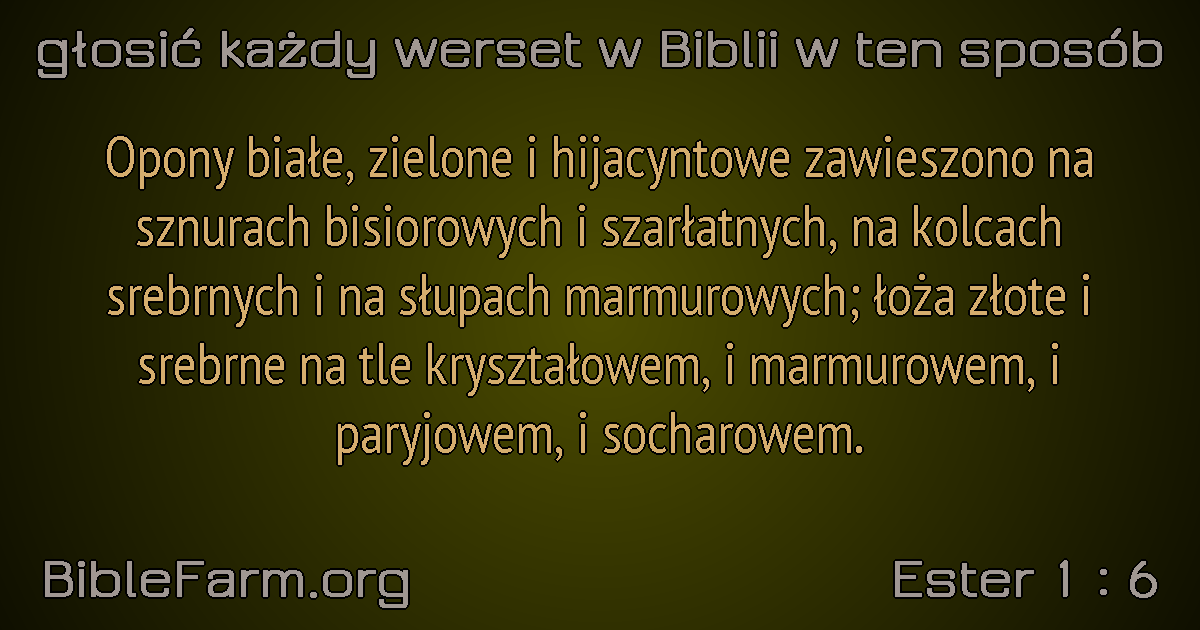 głosić każdy werset w Biblii w ten sposób
Opony białe, zielone i hijacyntowe zawieszono na
sznurach bisiorowych i szarłatnych, na kolcach
srebrnych i na słupach marmurowych; łoża złote i
srebrne na tle kryształowem, i marmurowem, i
paryjowem, i socharowem.
BibleFarm.org
Ester 1 : 6